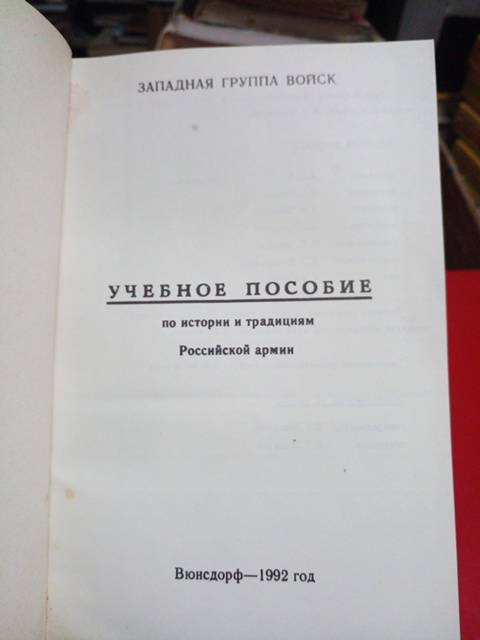 ЗАПАДНАЯ ГРУППА ВОЙСК
УЧЕБНОЕ ПОСОБИЕ
по истории и традициям
Российской армии
Вюнсдорф—1992 год